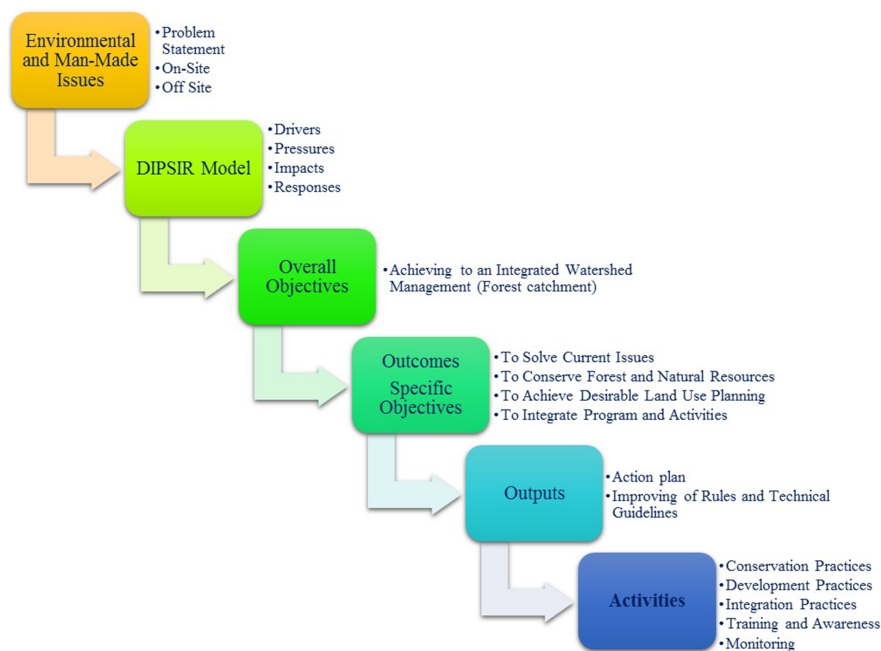 Environmental
and Man-Made
Issues
•Problem
Statement
•On-Site
•Off Site
DIPSIR Model
•Drivers
•Pressures
•Impacts
•Responses
Overall
Objectives
•Achieving to an Integrated Watershed
Management (Forest catchment)
Outcomes
Specific
Objectives
•To Solve Current Issues
•To Conserve Forest and Natural Resources
•To Achieve Desirable Land Use Planning
•To Integrate Program and Activities
Outputs
•Action plan
•Improving of Rules and Technical
Guidelines
Activities
•Conservation Practices
•Development Practices
•Integration Practices
•Training and Awareness
•Monitoring